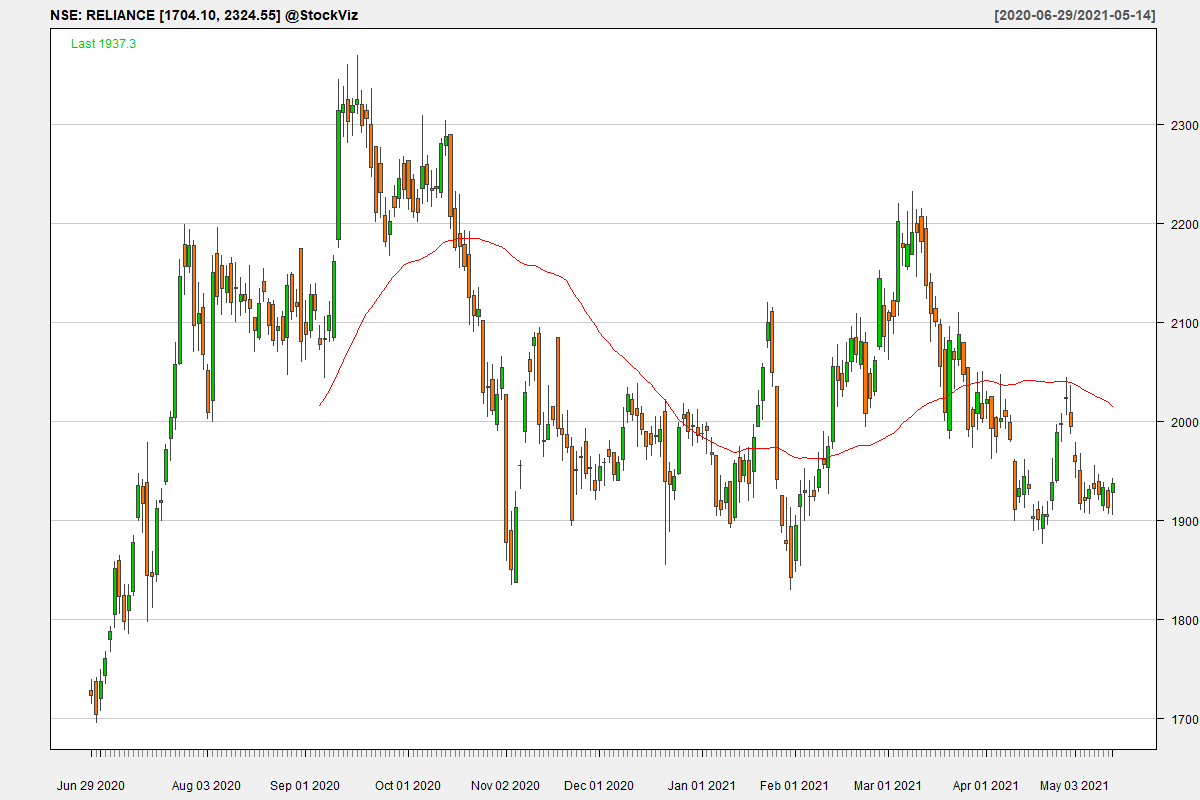 NSE: RELIANCE [1704.10, 2324.55] @StockViz [2020-06-29/2021-05-14]
Last 1937.3
2300
2200
2100
2000
1900
1800
1700
Jun 29 2020 Aug 03 2020 Sep 01 2020 Oct 01 2020 Nov 02 2020 Dec 01 2020 Jan 01 2021 Feb 01 2021 Mar 01 2021 Apr 01 2021 May 03 2021